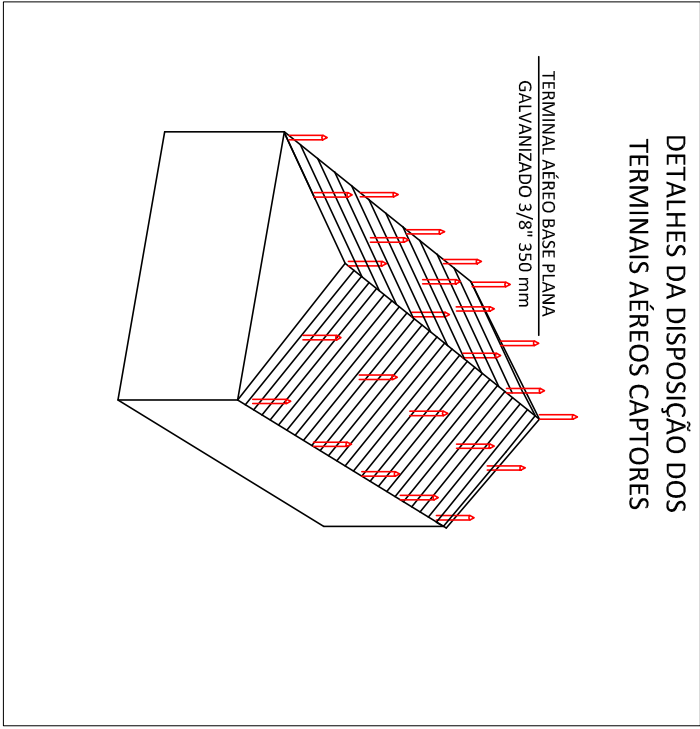 DETALHES DA DISPOSIÇÃO DOS
TERMINAIS AÉREOS CAPTORES
TERMINAL AÉREO BASE PLANA
GALVANIZADO 3/8" 350 mm